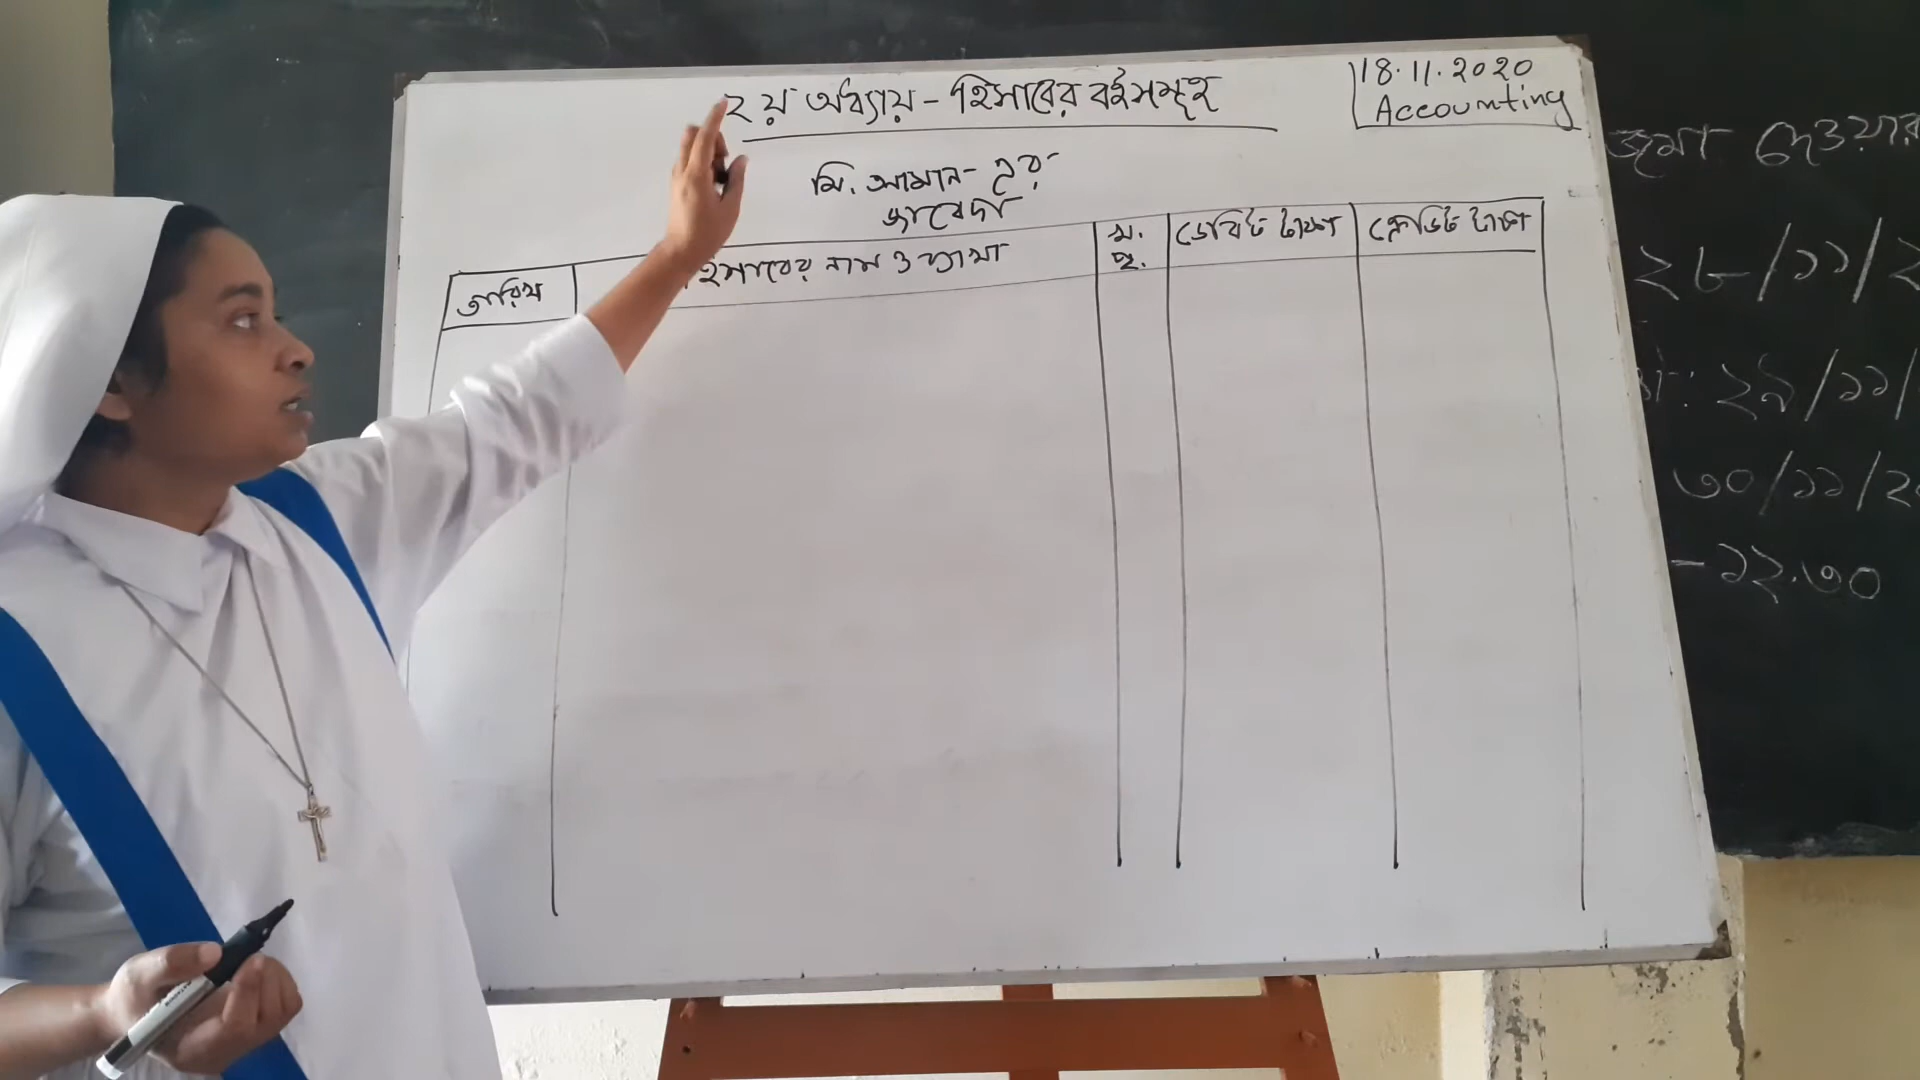 ২য় অধ্যায় - হিসাবের বইসমূহ
18.11.2020
Accounting
মি. আমান- এর
জাবেদা
তারিখ
হিসাবের নাম ও ব্যাখ্যা
খ. পৃ.
ডেবিট টাকা
ক্রেডিট টাকা
জমা দেওয়ার
২৮/১১/২
: ২৯/১১/
৩০/১১/২০
-১২.৩০